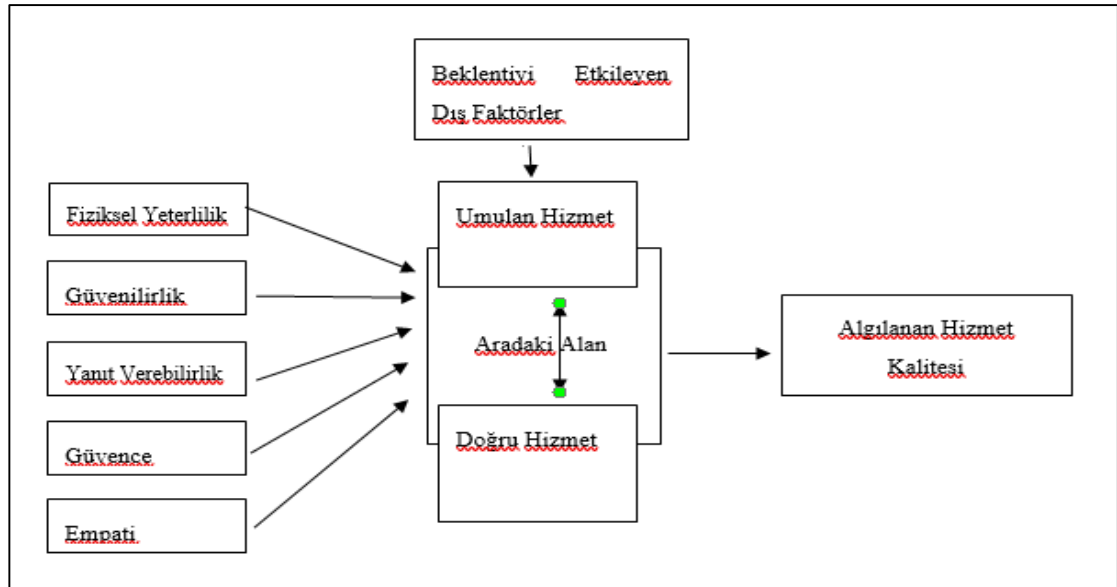 Beklentiyi Etkileyen
Dış Faktörler
Fiziksel Yeterlilik
Umulan Hizmet
Güvenilirlik
Yanıt Verebilirlik
Aradaki Alan
Algılanan Hizmet
Kalitesi
Güvence
Doğru Hizmet
Empati